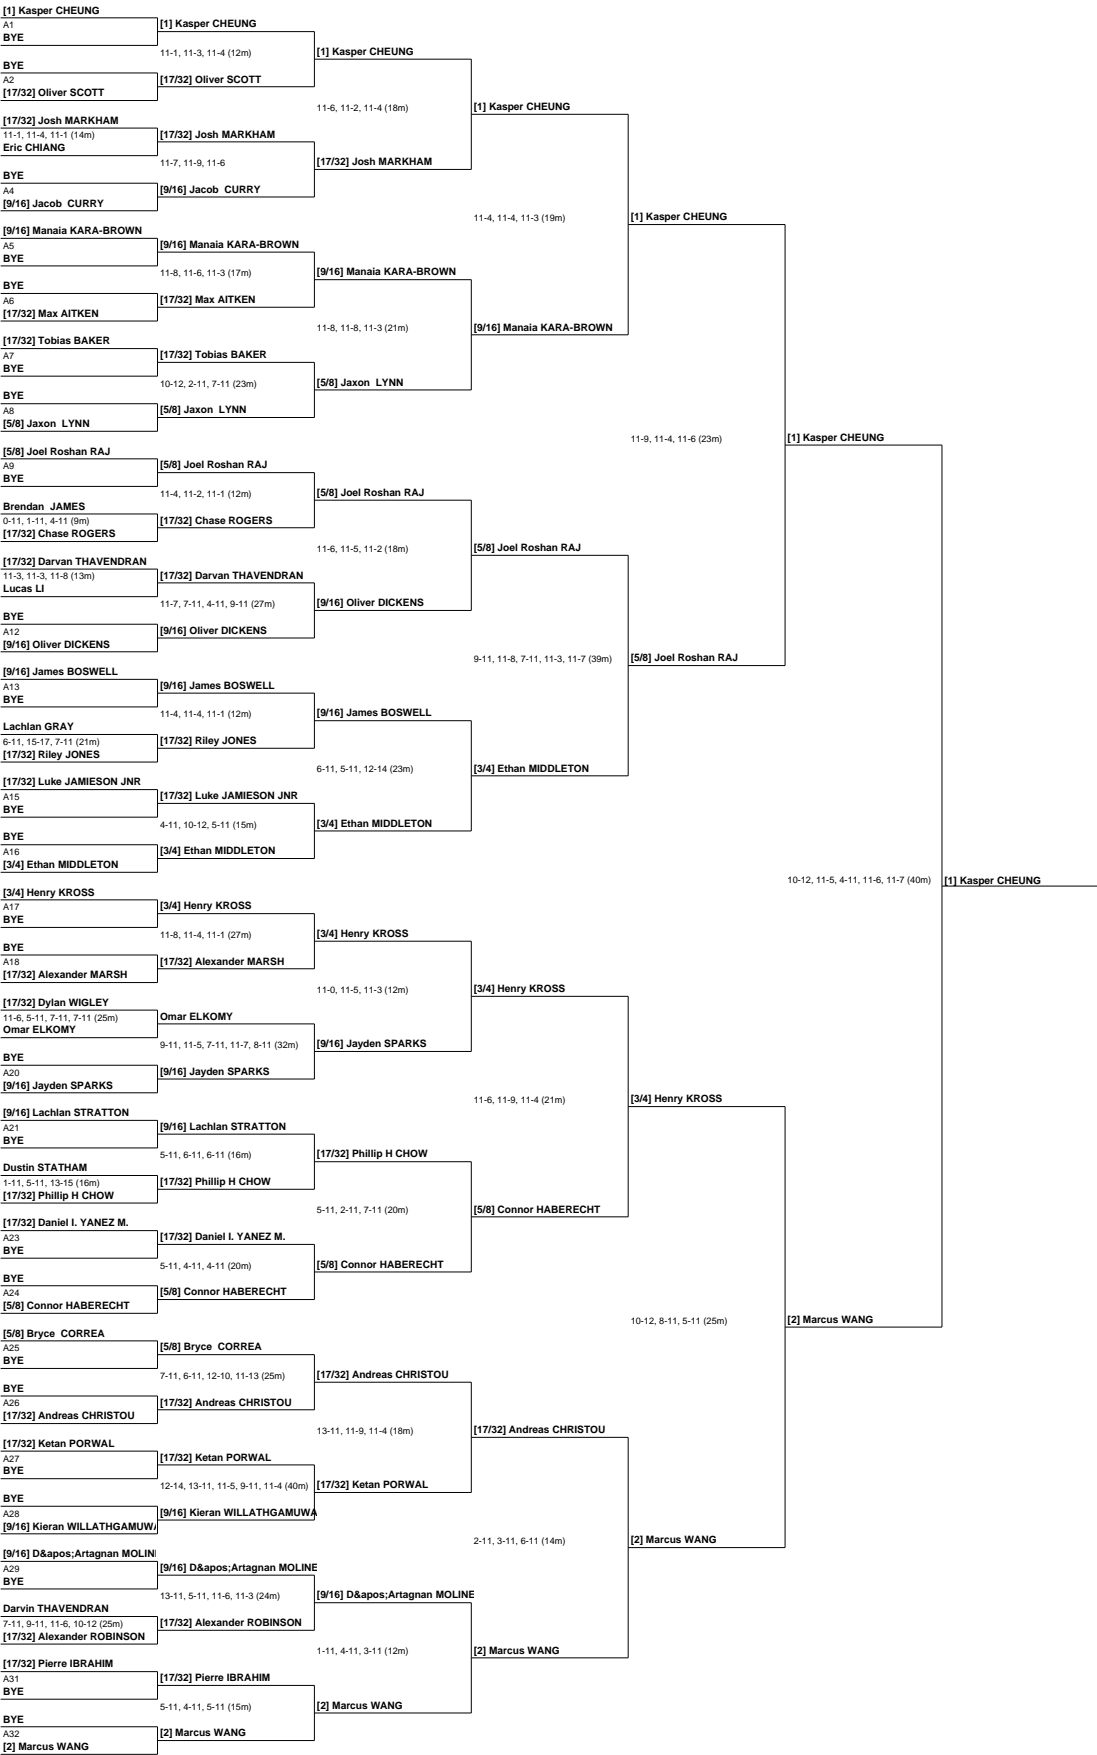 [1] Kasper CHEUNG
A1
BYE
BYE
A2
[17/32] Oliver SCOTT
[17/32] Josh MARKHAM
11-1, 11-4, 11-1 (14m)
Eric CHIANG
BYE
A4
[9/16] Jacob CURRY
[9/16] Manaia KARA-BROWN
A5
BYE
BYE
A6
[17/32] Max AITKEN
[17/32] Tobias BAKER
A7
BYE
BYE
A8
[5/8] Jaxon LYNN
[5/8] Joel Roshan RAJ
A9
BYE
Brendan JAMES
0-11, 1-11, 4-11 (9m)
[17/32] Chase ROGERS
[17/32] Darvan THAVENDRAN
11-3, 11-3, 11-8 (13m)
Lucas LI
BYE
A12
[9/16] Oliver DICKENS
[9/16] James BOSWELL
A13
BYE
Lachlan GRAY
6-11, 15-17, 7-11 (21m)
[17/32] Riley JONES
[17/32] Luke JAMIESON JNR
A15
BYE
BYE
A16
[3/4] Ethan MIDDLETON
[3/4] Henry KROSS
A17
BYE
BYE
A18
[17/32] Alexander MARSH
[17/32] Dylan WIGLEY
11-6, 5-11, 7-11, 7-11 (25m)
Omar ELKOMY
BYE
A20
[9/16] Jayden SPARKS
[9/16] Lachlan STRATTON
A21
BYE
Dustin STATHAM
1-11, 5-11, 13-15 (16m)
[17/32] Phillip H CHOW
[17/32] Daniel I. YANEZ M.
A23
BYE
BYE
A24
[5/8] Connor HABERECHT
[5/8] Bryce CORREA
A25
BYE
BYE
A26
[17/32] Andreas CHRISTOU
[17/32] Ketan PORWAL
A27
BYE
BYE
A28
[9/16] Kieran WILLATHGAMUWA
[9/16] D&apos;Artagnan MOLINE
A29
BYE
Darvin THAVENDRAN
7-11, 9-11, 11-6, 10-12 (25m)
[17/32] Alexander ROBINSON
[17/32] Pierre IBRAHIM
A31
BYE
BYE
A32
[2] Marcus WANG
[1] Kasper CHEUNG
11-1, 11-3, 11-4 (12m)
[17/32] Oliver SCOTT
[17/32] Josh MARKHAM
11-7, 11-9, 11-6
[9/16] Jacob CURRY
[9/16] Manaia KARA-BROWN
11-8, 11-6, 11-3 (17m)
[17/32] Max AITKEN
[17/32] Tobias BAKER
10-12, 2-11, 7-11 (23m)
[5/8] Jaxon LYNN
[5/8] Joel Roshan RAJ
11-4, 11-2, 11-1 (12m)
[17/32] Chase ROGERS
[17/32] Darvan THAVENDRAN
11-7, 7-11, 4-11, 9-11 (27m)
[9/16] Oliver DICKENS
[9/16] James BOSWELL
11-4, 11-4, 11-1 (12m)
[17/32] Riley JONES
[17/32] Luke JAMIESON JNR
4-11, 10-12, 5-11 (15m)
[3/4] Ethan MIDDLETON
[3/4] Henry KROSS
11-8, 11-4, 11-1 (27m)
[17/32] Alexander MARSH
Omar ELKOMY
9-11, 11-5, 7-11, 11-7, 8-11 (32m)
[9/16] Jayden SPARKS
[9/16] Lachlan STRATTON
5-11, 6-11, 6-11 (16m)
[17/32] Phillip H CHOW
[17/32] Daniel I. YANEZ M.
5-11, 4-11, 4-11 (20m)
[5/8] Connor HABERECHT
[5/8] Bryce CORREA
7-11, 6-11, 12-10, 11-13 (25m)
[17/32] Andreas CHRISTOU
[17/32] Ketan PORWAL
12-14, 13-11, 11-5, 9-11, 11-4 (40m)
[9/16] Kieran WILLATHGAMUWA
[9/16] D&apos;Artagnan MOLINE
13-11, 5-11, 11-6, 11-3 (24m)
[17/32] Alexander ROBINSON
[17/32] Pierre IBRAHIM
5-11, 4-11, 5-11 (15m)
[2] Marcus WANG
[1] Kasper CHEUNG
11-6, 11-2, 11-4 (18m)
[17/32] Josh MARKHAM
[9/16] Manaia KARA-BROWN
11-8, 11-8, 11-3 (21m)
[5/8] Jaxon LYNN
[5/8] Joel Roshan RAJ
11-6, 11-5, 11-2 (18m)
[9/16] Oliver DICKENS
[9/16] James BOSWELL
6-11, 5-11, 12-14 (23m)
[3/4] Ethan MIDDLETON
[3/4] Henry KROSS
11-0, 11-5, 11-3 (12m)
[9/16] Jayden SPARKS
[17/32] Phillip H CHOW
5-11, 2-11, 7-11 (20m)
[5/8] Connor HABERECHT
[17/32] Andreas CHRISTOU
13-11, 11-9, 11-4 (18m)
[17/32] Ketan PORWAL
[9/16] D&apos;Artagnan MOLINE
1-11, 4-11, 3-11 (12m)
[2] Marcus WANG
[1] Kasper CHEUNG
11-4, 11-4, 11-3 (19m)
[9/16] Manaia KARA-BROWN
[5/8] Joel Roshan RAJ
9-11, 11-8, 7-11, 11-3, 11-7 (39m)
[3/4] Ethan MIDDLETON
[3/4] Henry KROSS
11-6, 11-9, 11-4 (21m)
[5/8] Connor HABERECHT
[17/32] Andreas CHRISTOU
2-11, 3-11, 6-11 (14m)
[2] Marcus WANG
[1] Kasper CHEUNG
11-9, 11-4, 11-6 (23m)
[5/8] Joel Roshan RAJ
[3/4] Henry KROSS
10-12, 8-11, 5-11 (25m)
[2] Marcus WANG
[1] Kasper CHEUNG
10-12, 11-5, 4-11, 11-6, 11-7 (40m)
[2] Marcus WANG
[1] Kasper CHEUNG